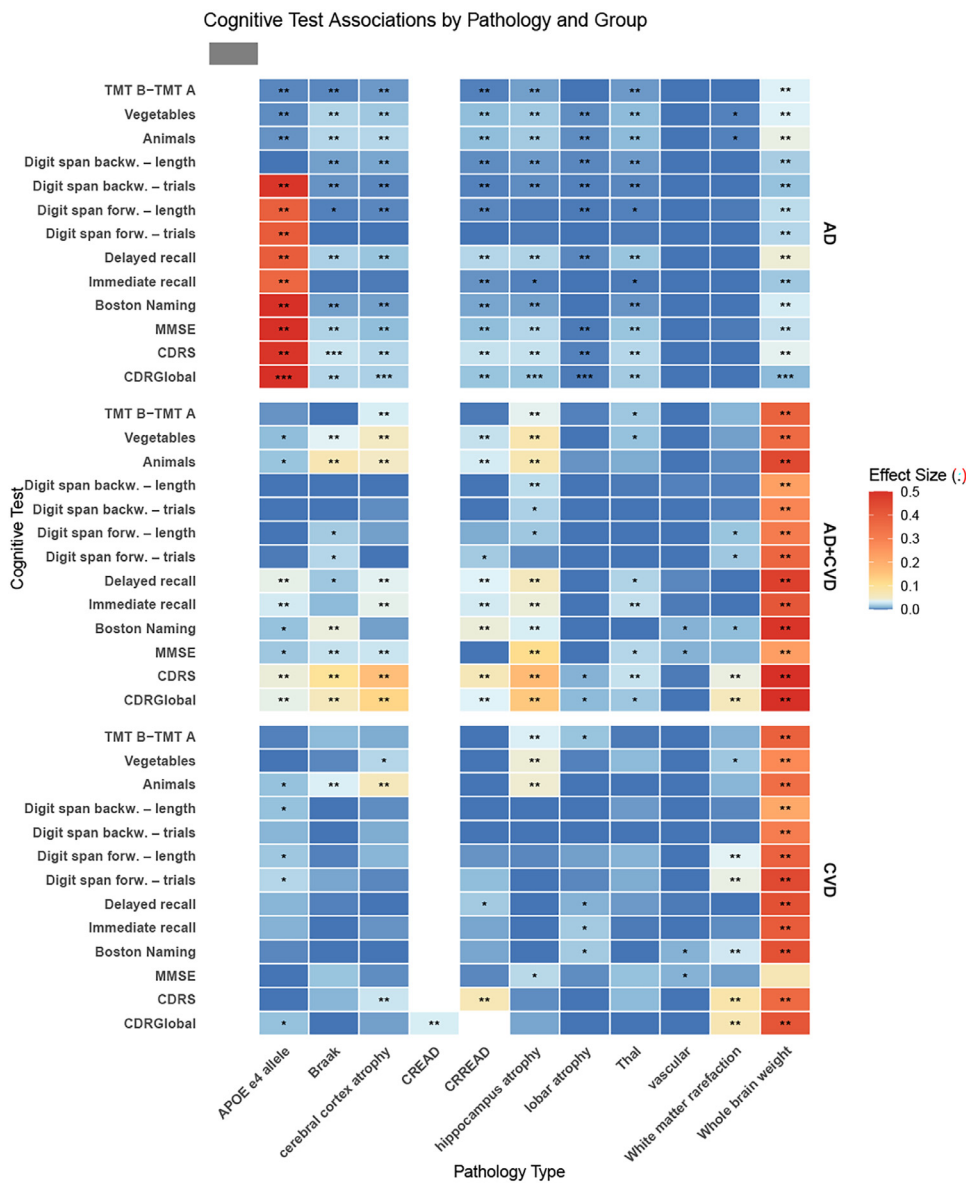 Cognitive Test Associations by Pathology and Group
TMT B−TMT A ** ** ** ** ** ** **
Vegetables ** ** ** ** ** ** ** * **
Animals ** ** ** ** ** ** ** * **
Digit span backw. – length ** ** ** ** ** ** **
Digit span backw. – trials ** ** ** ** ** ** ** **
Digit span forw. – length ** * ** ** ** * **
Digit span forw. – trials ** **
Delayed recall ** ** ** ** ** ** ** **
Immediate recall ** ** * * **
Boston Naming ** ** ** ** ** ** **
MMSE ** ** ** ** ** ** ** **
CDRS ** *** ** ** ** ** ** **
CDRGlobal *** ** *** ** *** *** ** ***
AD
TMT B−TMT A ** ** * **
Vegetables * ** ** ** ** * **
Animals * ** ** ** ** **
Digit span backw. – length ** **
Digit span backw. – trials * **
Digit span forw. – length * * * **
Digit span forw. – trials * * * **
Delayed recall ** * ** ** ** * **
Immediate recall ** ** ** ** ** **
Boston Naming * ** ** ** * * **
MMSE * ** ** ** * * **
CDRS ** ** ** ** ** * ** ** **
CDRGlobal ** ** ** ** ** * * ** **
AD+CVD
TMT B−TMT A ** * **
Vegetables * ** * **
Animals * ** ** ** **
Digit span backw. – length * **
Digit span backw. – trials **
Digit span forw. – length * ** **
Digit span forw. – trials * ** **
Delayed recall * * **
Immediate recall * **
Boston Naming * * ** **
MMSE * *
CDRS ** ** ** **
CDRGlobal * ** ** **
CVD
Cognitive Test
APOE e4 allele
Braak
cerebral cortex atrophy
CREAD
CRREAD
hippocampus atrophy
lobar atrophy
Thal
vascular
White matter rarefaction
Whole brain weight
Pathology Type
Effect Size (:)
0.5
0.4
0.3
0.2
0.1
0.0